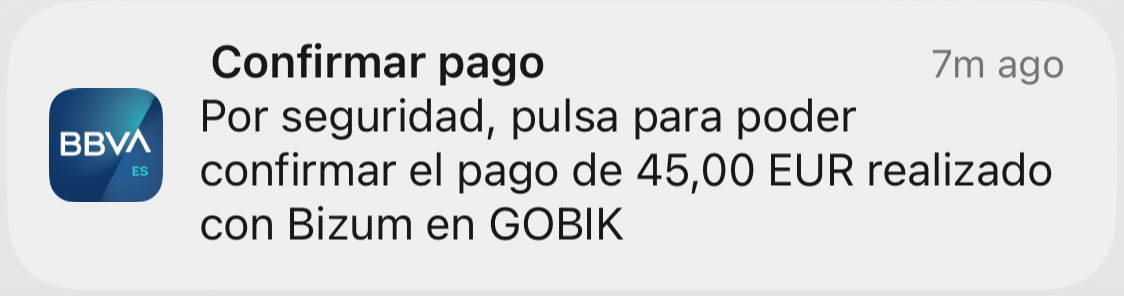 Confirmar pago
7m ago
BBVA
ES
Por seguridad, pulsa para poder
confirmar el pago de 45,00 EUR realizado
con Bizum en GOBIK